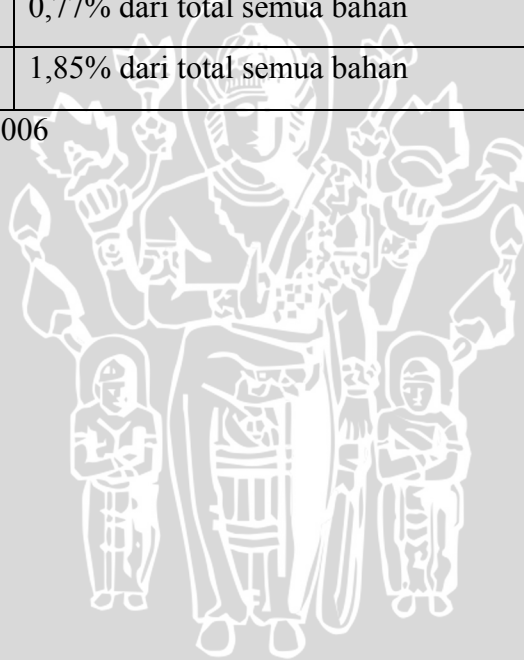 0,77% dari total semua bahan
1,85% dari total semua bahan
006